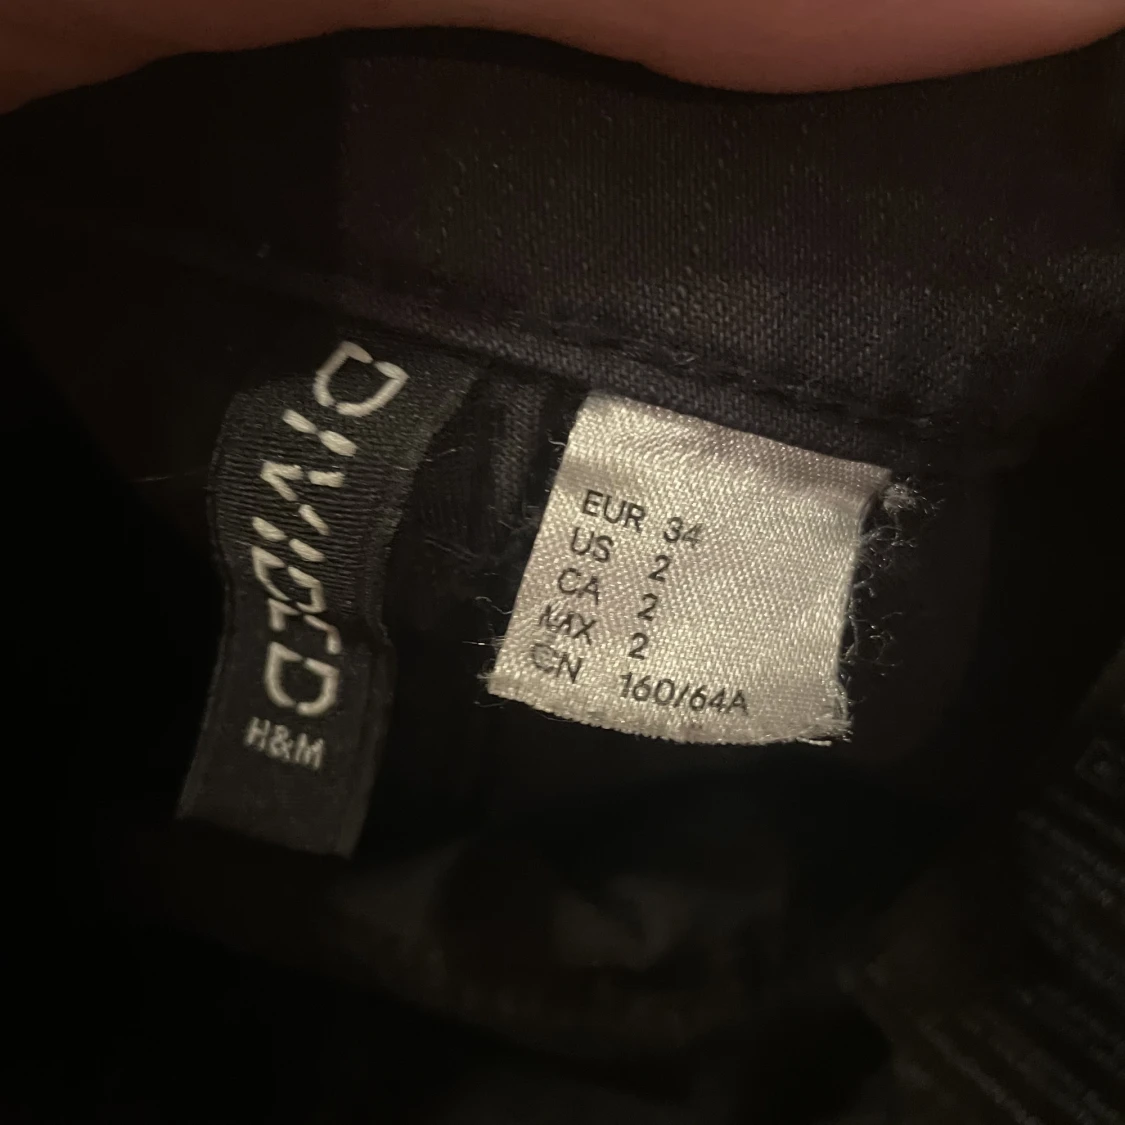 DIVIDED
H&M
EUR 34
US 2
CA 2
MX 2
CN 160/64A